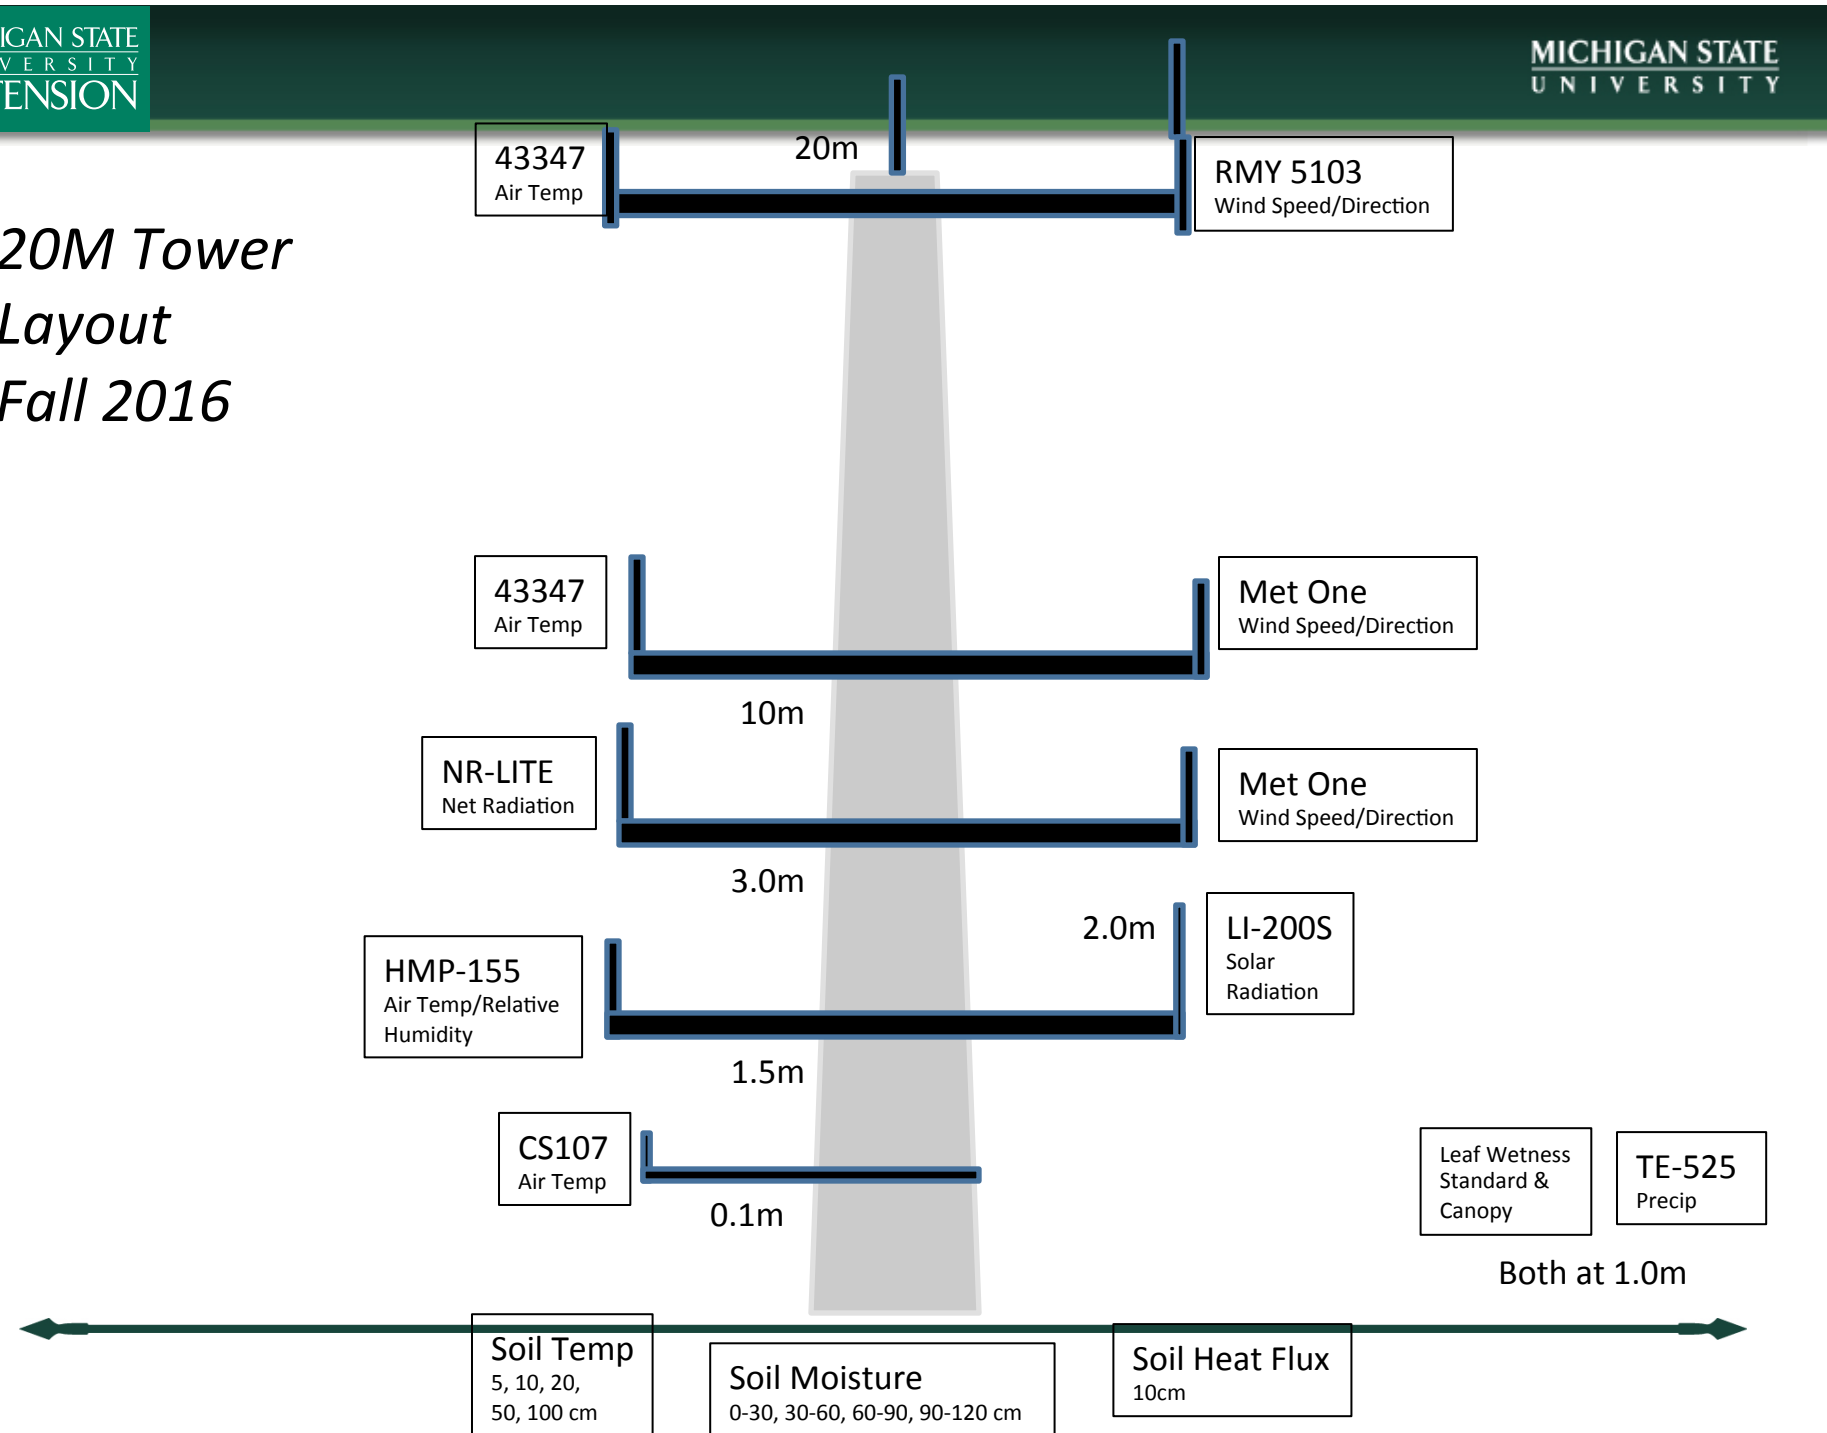 IGAN STATE
VERSITY
TENSION
MICHIGAN STATE
UNIVERSITY
20M Tower
Layout
Fall 2016
43347
Air Temp
20m
RMY 5103
Wind Speed/Direction
43347
Air Temp
Met One
Wind Speed/Direction
10m
NR-LITE
Net Radiation
Met One
Wind Speed/Direction
3.0m
2.0m
LI-200S
Solar
Radiation
HMP-155
Air Temp/Relative
Humidity
1.5m
CS107
Air Temp
0.1m
Leaf Wetness
Standard &
Canopy
TE-525
Precip
Both at 1.0m
Soil Temp
5, 10, 20,
50, 100 cm
Soil Moisture
0-30, 30-60, 60-90, 90-120 cm
Soil Heat Flux
10cm